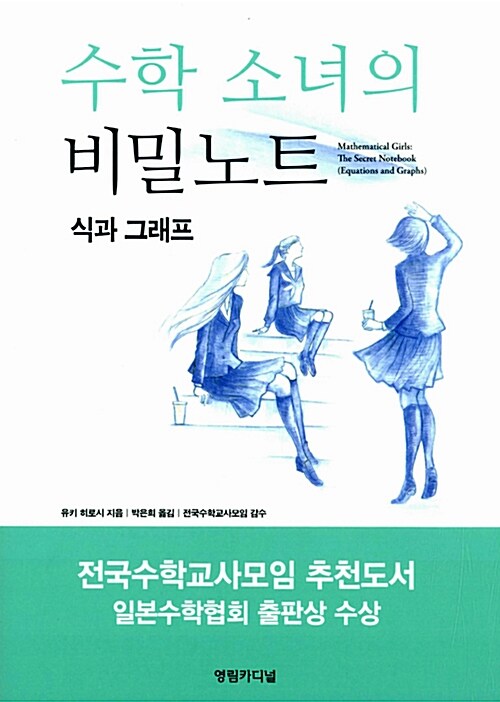 수학 소녀의
비밀노트
Mathematical Girls:
The Secret Notebook
(Equations and Graphs)
식과 그래프
유키 히로시 지음 | 박은희 옮김 | 전국수학교사모임 감수
전국수학교사모임 추천도서
일본수학협회 출판상 수상
영림카디널